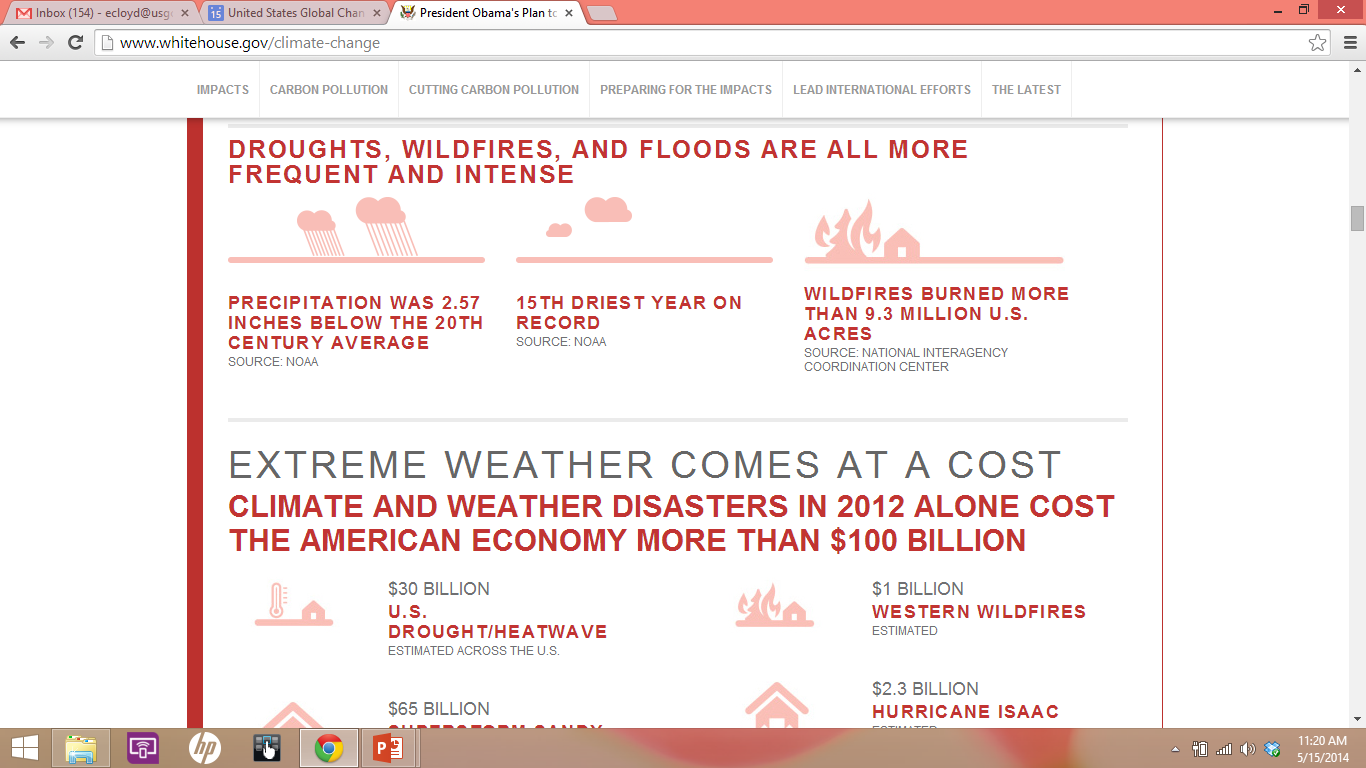 Inbox (154) - ecloyd@usg
United States Global Chan
President Obama's Plan to
www.whitehouse.gov/climate-change
IMPACTS
CARBON POLLUTION
CUTTING CARBON POLLUTION
PREPARING FOR THE IMPACTS
LEAD INTERNATIONAL EFFORTS
THE LATEST
DROUGHTS, WILDFIRES, AND FLOODS ARE ALL MORE
FREQUENT AND INTENSE
PRECIPITATION WAS 2.57
INCHES BELOW THE 20TH
CENTURY AVERAGE
SOURCE: NOAA
15TH DRIEST YEAR ON
RECORD
SOURCE: NOAA
WILDFIRES BURNED MORE
THAN 9.3 MILLION U.S.
ACRES
SOURCE: NATIONAL INTERAGENCY
COORDINATION CENTER
EXTREME WEATHER COMES AT A COST
CLIMATE AND WEATHER DISASTERS IN 2012 ALONE COST
THE AMERICAN ECONOMY MORE THAN $100 BILLION
$30 BILLION
U.S.
DROUGHT/HEATWAVE
ESTIMATED ACROSS THE U.S.
$1 BILLION
WESTERN WILDFIRES
ESTIMATED
$65 BILLION
SUPERSTORM SANDY
$2.3 BILLION
HURRICANE ISAAC
ESTIMATED
15
hp
P
11:20 AM
5/15/2014